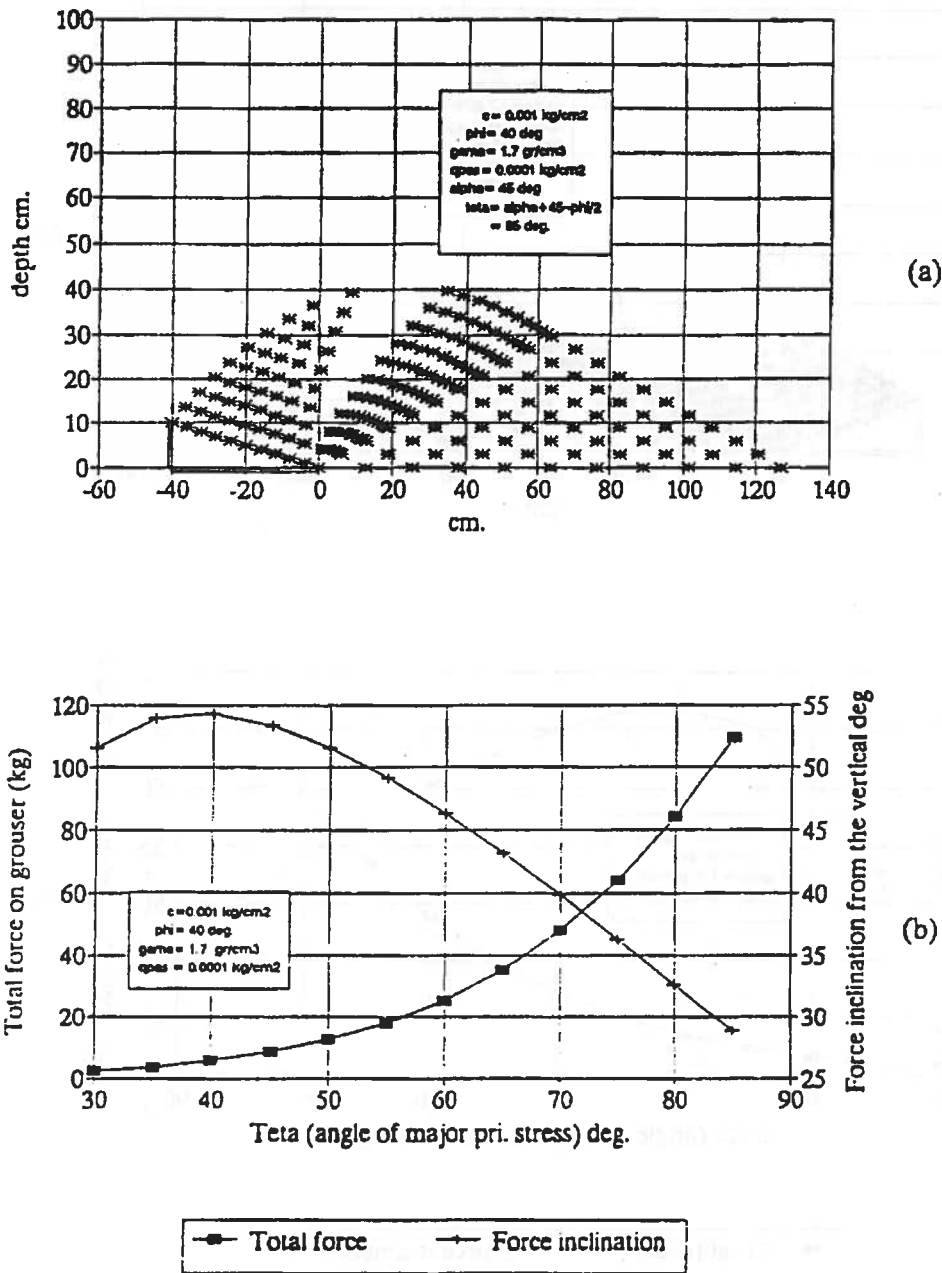 100
90
80
70
60
50
40
30
20
10
0
depth cm.
c = 0.001 kg/cm2
phi = 40 deg
gama = 1.7 gr/cm3
qpas = 0.0001 kg/cm2
alpha = 45 deg
teta = alpha+45-phi/2
(a)
-60 -40 -20 0 20 40 60 80 100 120 140
cm.
120
100
80
60
40
20
0
Total force on grouser (kg)
c=0.001 kg/cm2
phi = 40 deg.
gama = 1.7 gr/cm3
qpas = 0.0001 kg/cm2
55
50
45
40
35
30
25
Force inclination from the vertical deg
(b)
30 40 50 60 70 80 90
Teta (angle of major pri. stress) deg.
Total force Force inclination